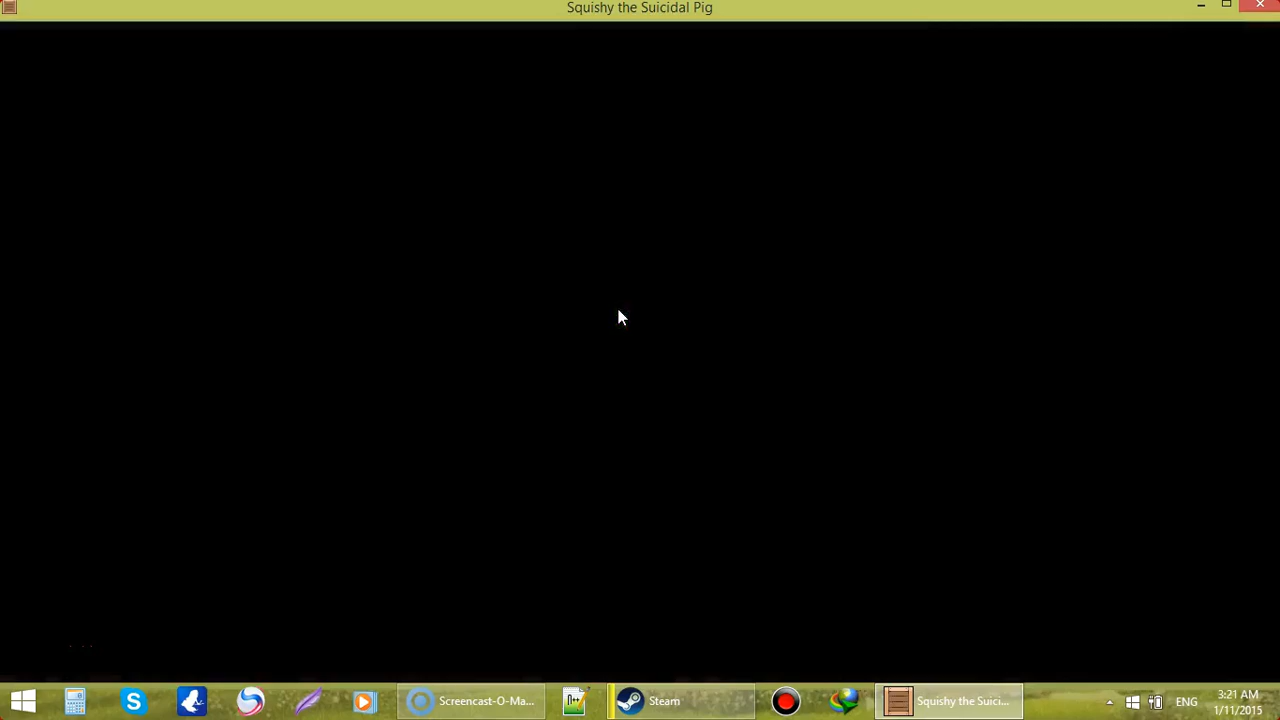 Squishy the Suicidal Pig
Screencast-O-Ma...
Steam
Squishy the Suici...
ENG
3:21 AM
1/11/2015